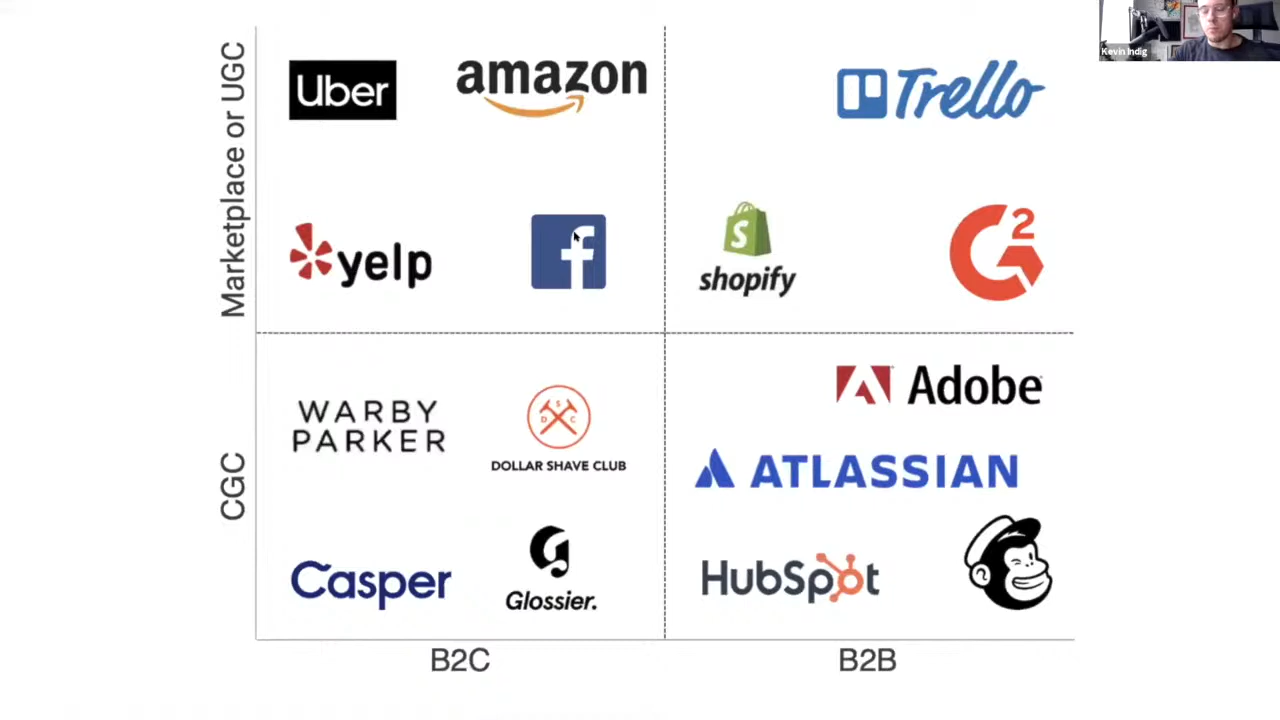 Kevin Indig
Marketplace or UGC
Uber
amazon
Trello
yelp
f
S
shopify
G2
CGC
WARBY
PARKER
D S C
DOLLAR SHAVE CLUB
Adobe
ATLASSIAN
Casper
G
Glossier.
HubSpot
B2C
B2B